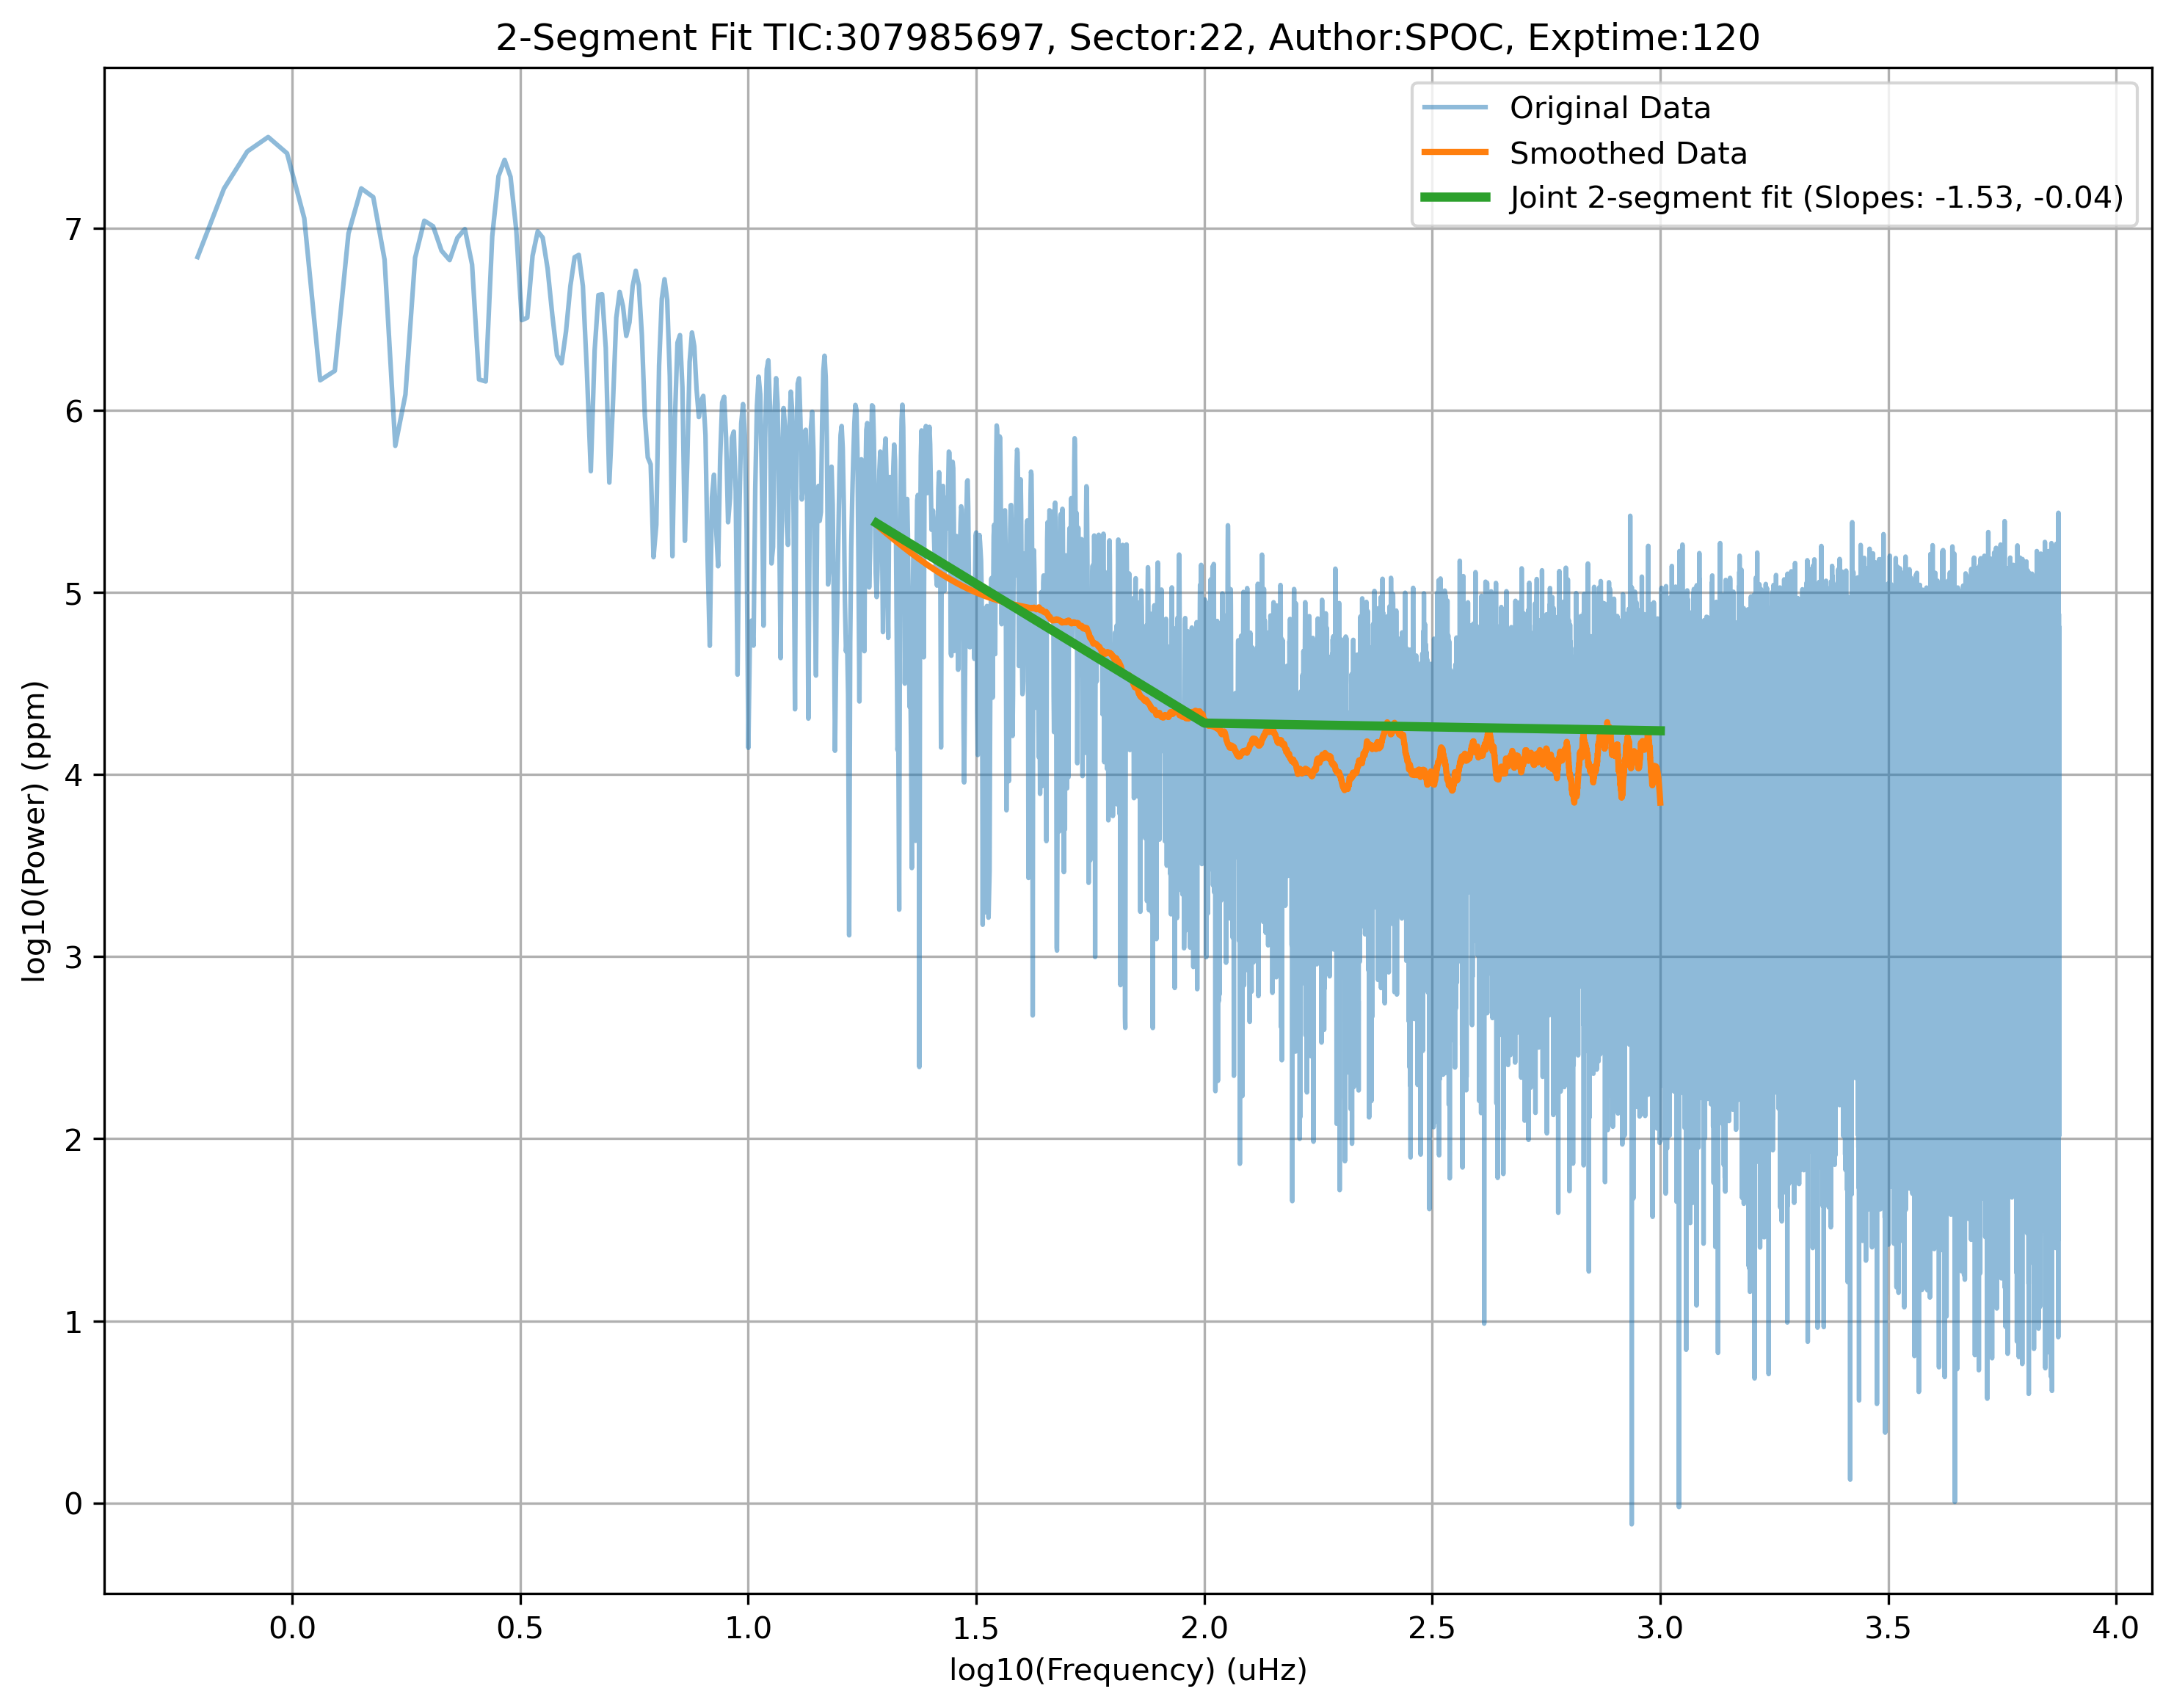 2-Segment Fit TIC:307985697, Sector:22, Author:SPOC, Exptime:120
Original Data
Smoothed Data
Joint 2-segment fit (Slopes: -1.53, -0.04)
log10(Power) (ppm)
7
6
5
4
3
2
1
0
0.0 0.5 1.0 1.5 2.0 2.5 3.0 3.5 4.0
log10(Frequency) (uHz)